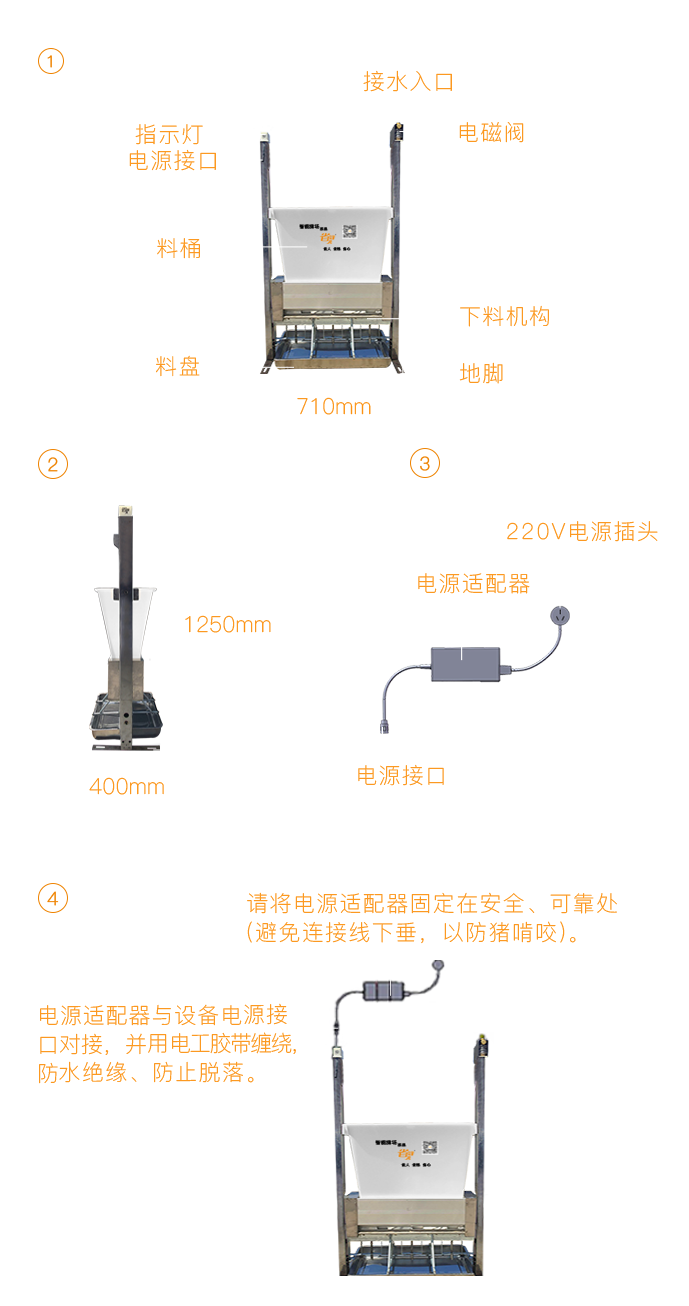 ①
接水入口
指示灯
电源接口
电磁阀
料桶
下料机构
料盘
地脚
710mm
②
③
220V电源插头
电源适配器
1250mm
电源接口
400mm
④
请将电源适配器固定在安全、可靠处
(避免连接线下垂，以防猪啃咬)。
电源适配器与设备电源接
口对接，并用电工胶带缠绕,
防水绝缘、防止脱落。